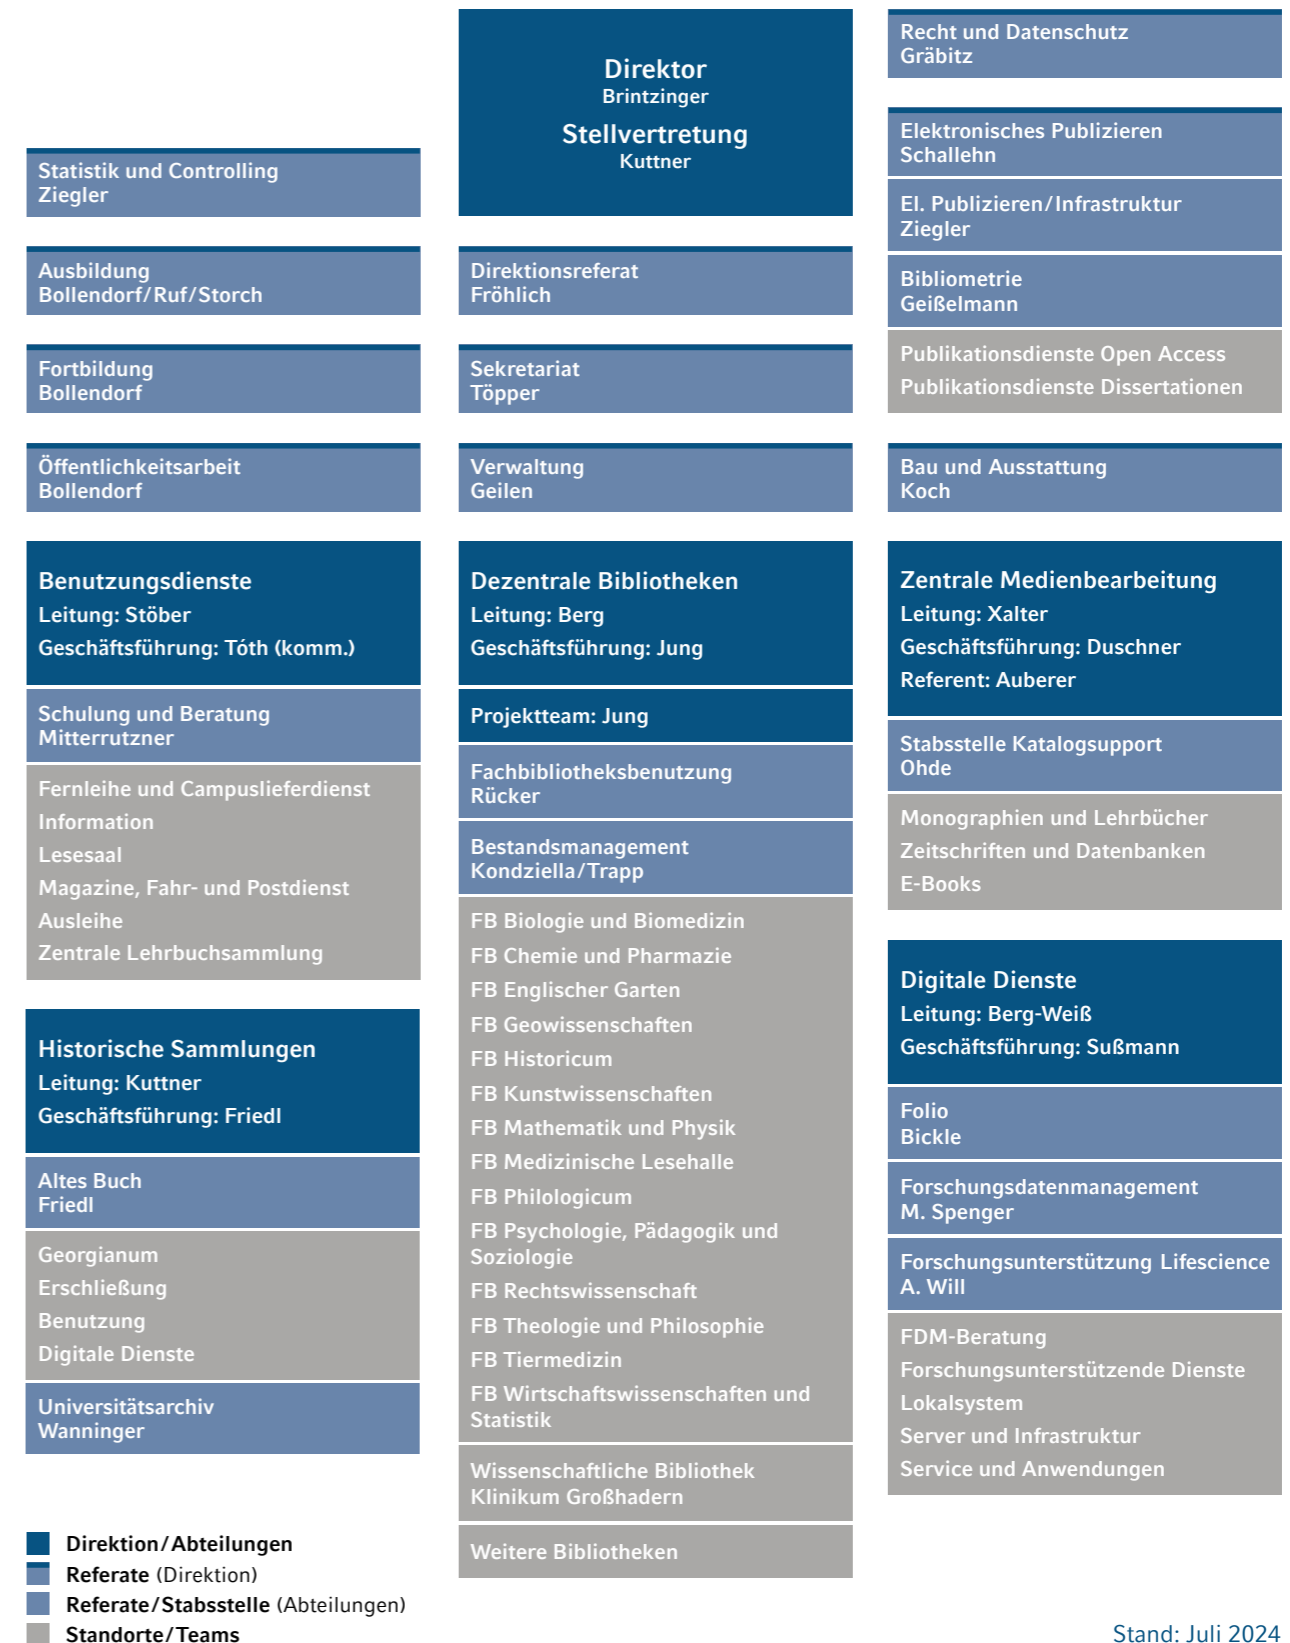 Direktor
Brintzinger
Stellvertretung
Kuttner
Statistik und Controlling
Ziegler
Ausbildung
Bollendorf/Ruf/Storch
Fortbildung
Bollendorf
Öffentlichkeitsarbeit
Bollendorf
Direktionsreferat
Fröhlich
Sekretariat
Töpper
Verwaltung
Geilen
Recht und Datenschutz
Gräbitz
Elektronisches Publizieren
Schallehn
El. Publizieren/Infrastruktur
Ziegler
Bibliometrie
Geißelmann
Publikationsdienste Open Access
Publikationsdienste Dissertationen
Bau und Ausstattung
Koch
Benutzungsdienste
Leitung: Stöber
Geschäftsführung: Tóth (komm.)
Schulung und Beratung
Mitterrutzner
Fernleihe und Campuslieferdienst
Information
Lesesaal
Magazine, Fahr- und Postdienst
Ausleihe
Zentrale Lehrbuchsammlung
Historische Sammlungen
Leitung: Kuttner
Geschäftsführung: Friedl
Altes Buch
Friedl
Georgianum
Erschließung
Benutzung
Digitale Dienste
Universitätsarchiv
Wanninger
Dezentrale Bibliotheken
Leitung: Berg
Geschäftsführung: Jung
Projektteam: Jung
Fachbibliotheksbenutzung
Rücker
Bestandsmanagement
Kondziella/Trapp
FB Biologie und Biomedizin
FB Chemie und Pharmazie
FB Englischer Garten
FB Geowissenschaften
FB Historicum
FB Kunstwissenschaften
FB Mathematik und Physik
FB Medizinische Lesehalle
FB Philologicum
FB Psychologie, Pädagogik und
Soziologie
FB Rechtswissenschaft
FB Theologie und Philosophie
FB Tiermedizin
FB Wirtschaftswissenschaften und
Statistik
Wissenschaftliche Bibliothek
Klinikum Großhadern
Weitere Bibliotheken
Zentrale Medienbearbeitung
Leitung: Xalter
Geschäftsführung: Duschner
Referent: Auberer
Stabsstelle Katalogsupport
Ohde
Monographien und Lehrbücher
Zeitschriften und Datenbanken
E-Books
Digitale Dienste
Leitung: Berg-Weiß
Geschäftsführung: Sußmann
Folio
Bickle
Forschungsdatenmanagement
M. Spenger
Forschungsunterstützung Lifescience
A. Will
FDM-Beratung
Forschungsunterstützende Dienste
Lokalsystem
Server und Infrastruktur
Service und Anwendungen
Direktion/Abteilungen
Referate (Direktion)
Referate/Stabsstelle (Abteilungen)
Standorte/Teams
Stand: Juli 2024